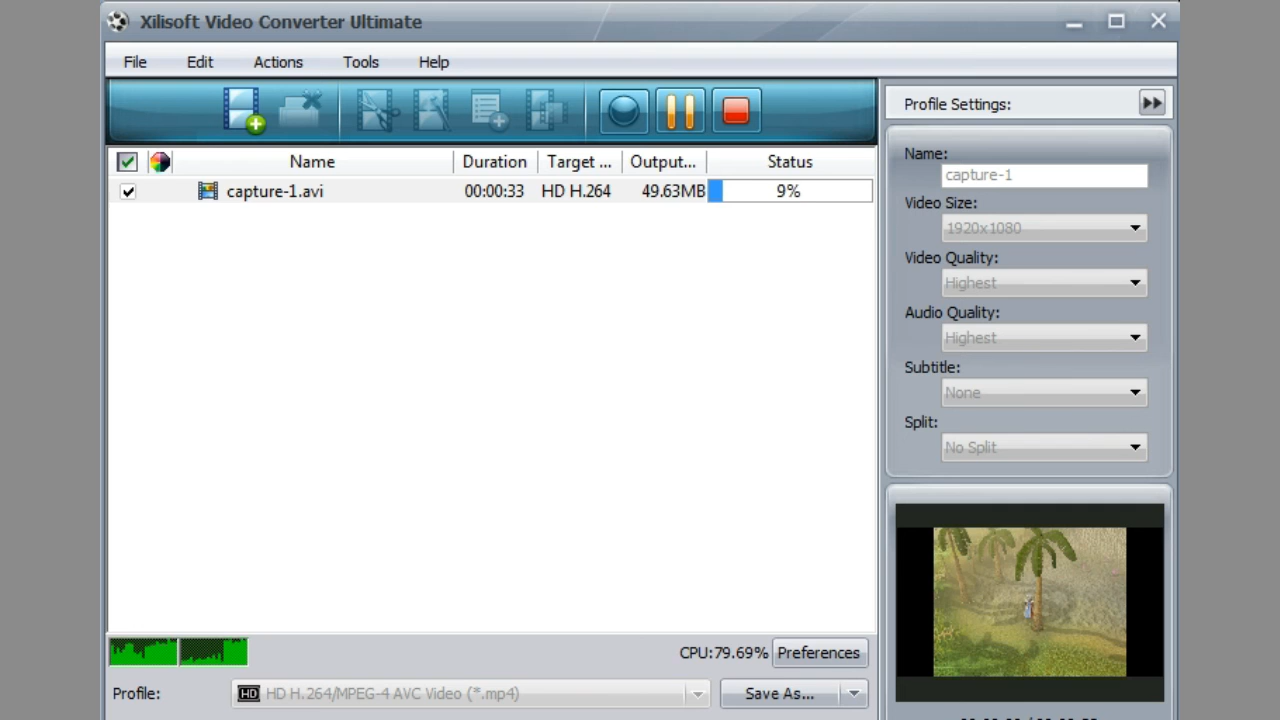 Xilisoft Video Converter Ultimate
File Edit Actions Tools Help
Name Duration Target ... Output... Status
capture-1.avi 00:00:33 HD H.264 49.63MB 9%
Profile Settings:
Name:
capture-1
Video Size:
1920x1080
Video Quality:
Highest
Audio Quality:
Highest
Subtitle:
None
Split:
No Split
CPU:79.69% Preferences
Profile: HD HD H.264/MPEG-4 AVC Video (*.mp4) Save As...